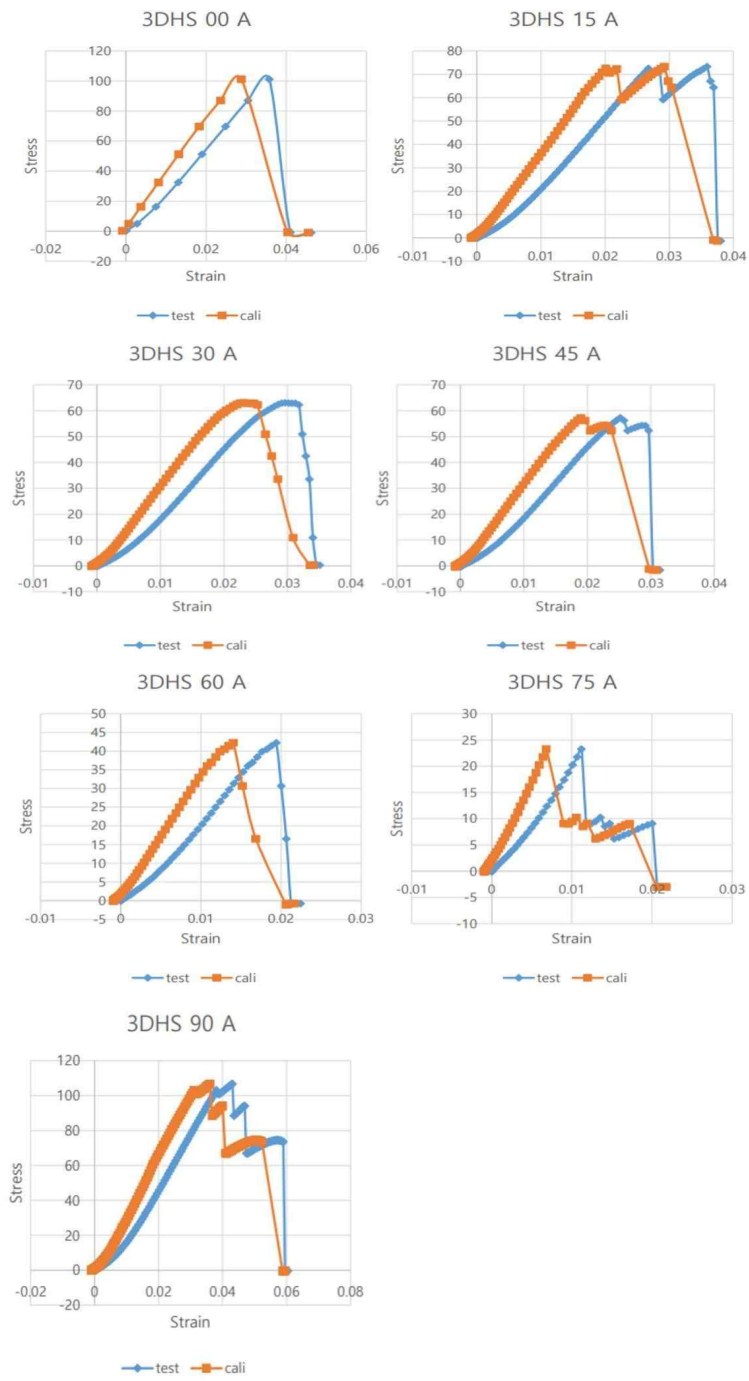 3DHS 00 A
120
100
80
60
40
20
0
-20
-0.02
0
0.02
0.04
0.06
Stress
Strain
test
cali
3DHS 15 A
80
70
60
50
40
30
20
10
0
-10
-0.01
0
0.01
0.02
0.03
0.04
Stress
Strain
test
cali
3DHS 30 A
70
60
50
40
30
20
10
0
-10
-0.01
0
0.01
0.02
0.03
0.04
Stress
Strain
test
cali
3DHS 45 A
70
60
50
40
30
20
10
0
-10
-0.01
0
0.01
0.02
0.03
0.04
Stress
Strain
test
cali
3DHS 60 A
50
45
40
35
30
25
20
15
10
5
0
-5
-0.01
0
0.01
0.02
0.03
Stress
Strain
test
cali
3DHS 75 A
30
25
20
15
10
5
0
-5
-10
-0.01
0
0.01
0.02
0.03
Stress
Strain
test
cali
3DHS 90 A
120
100
80
60
40
20
0
-20
-0.02
0
0.02
0.04
0.06
0.08
Stress
Strain
test
cali